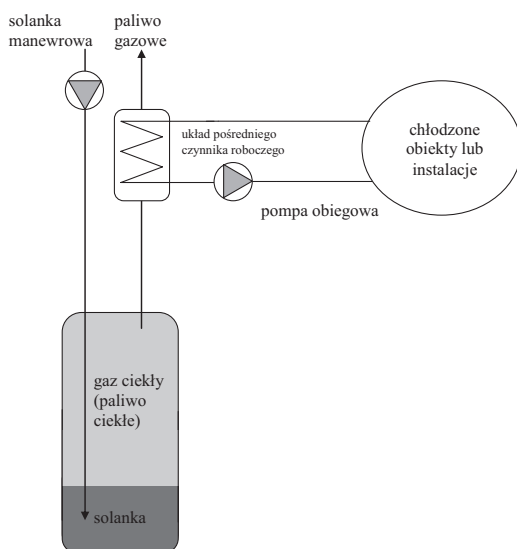 solanka
manewrowa
paliwo
gazowe
układ pośredniego
czynnika roboczego
chłodzone
obiekty lub
instalacje
pompa obiegowa
gaz ciekły
(paliwo
ciekłe)
solanka